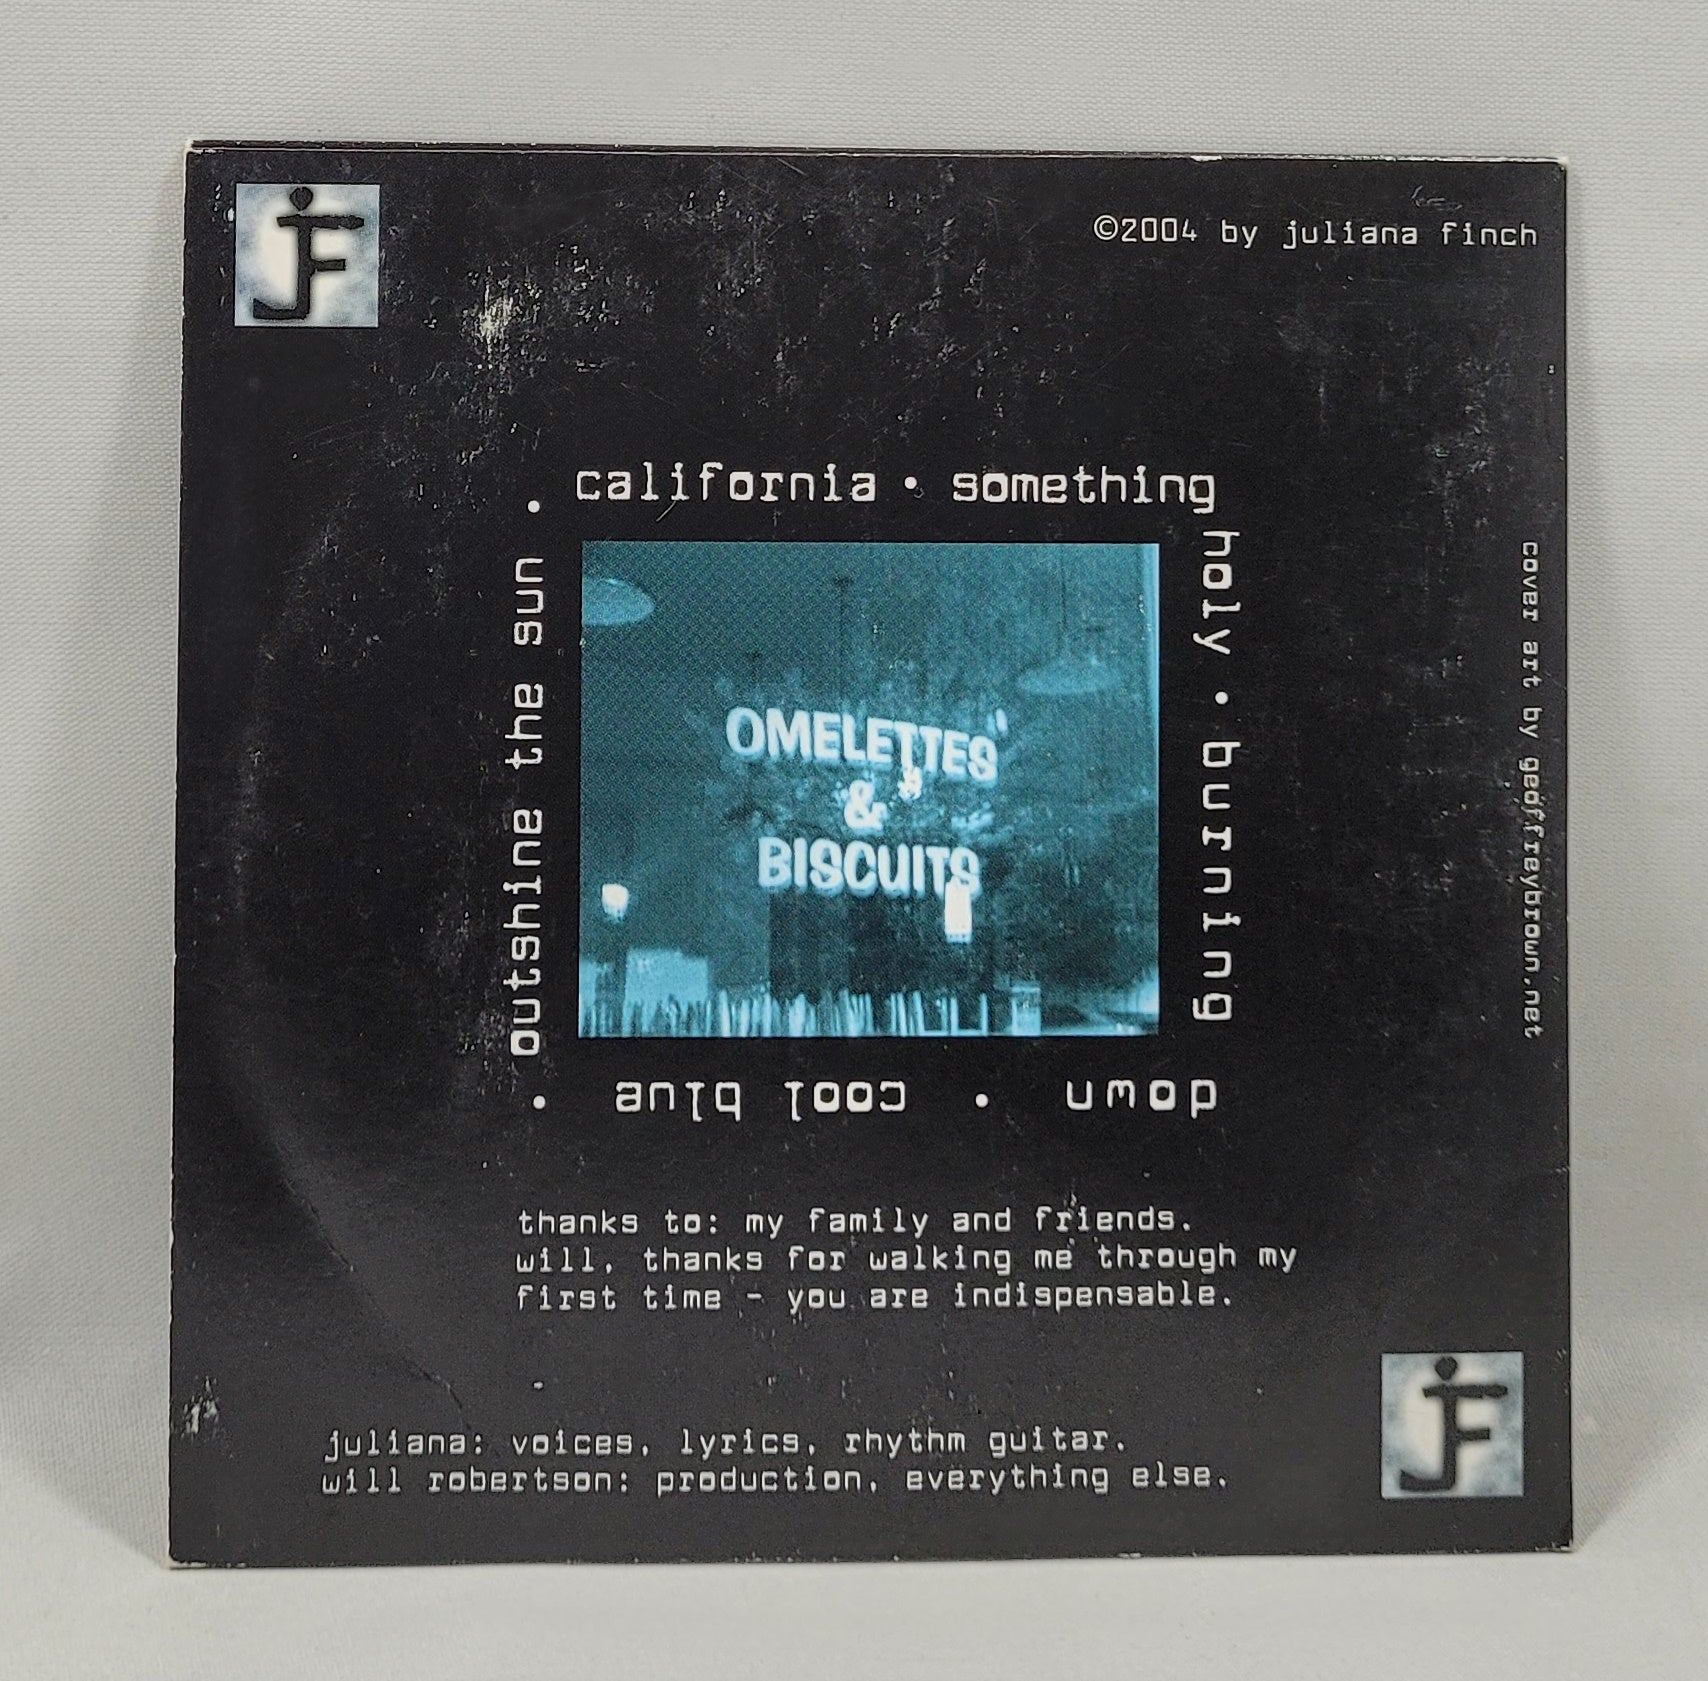 JF
©2004 by juliana finch
california • something
holy • burning
down • cool blue •
outshine the sun •
OMELETTES
&
BISCUITS
cover art by geoffreybrown.net
thanks to: my family and friends.
will, thanks for walking me through my
first time - you are indispensable.
juliana: voices, lyrics, rhythm guitar.
will robertson: production, everything else.
JF